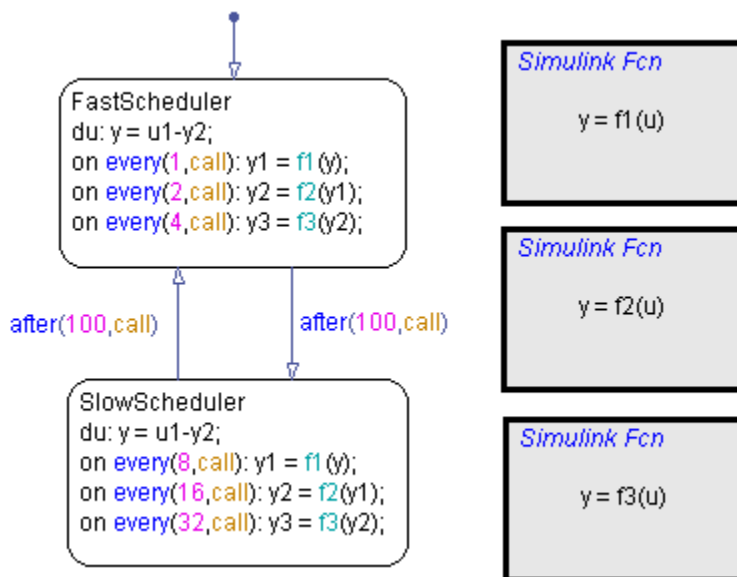 FastScheduler
du: y = u1-y2;
on every(1,call): y1 = f1(y);
on every(2,call): y2 = f2(y1);
on every(4,call): y3 = f3(y2);
after(100,call)
after(100,call)
SlowScheduler
du: y = u1-y2;
on every(8,call): y1 = f1(y);
on every(16,call): y2 = f2(y1);
on every(32,call): y3 = f3(y2);
Simulink Fcn
y = f1(u)
Simulink Fcn
y = f2(u)
Simulink Fcn
y = f3(u)